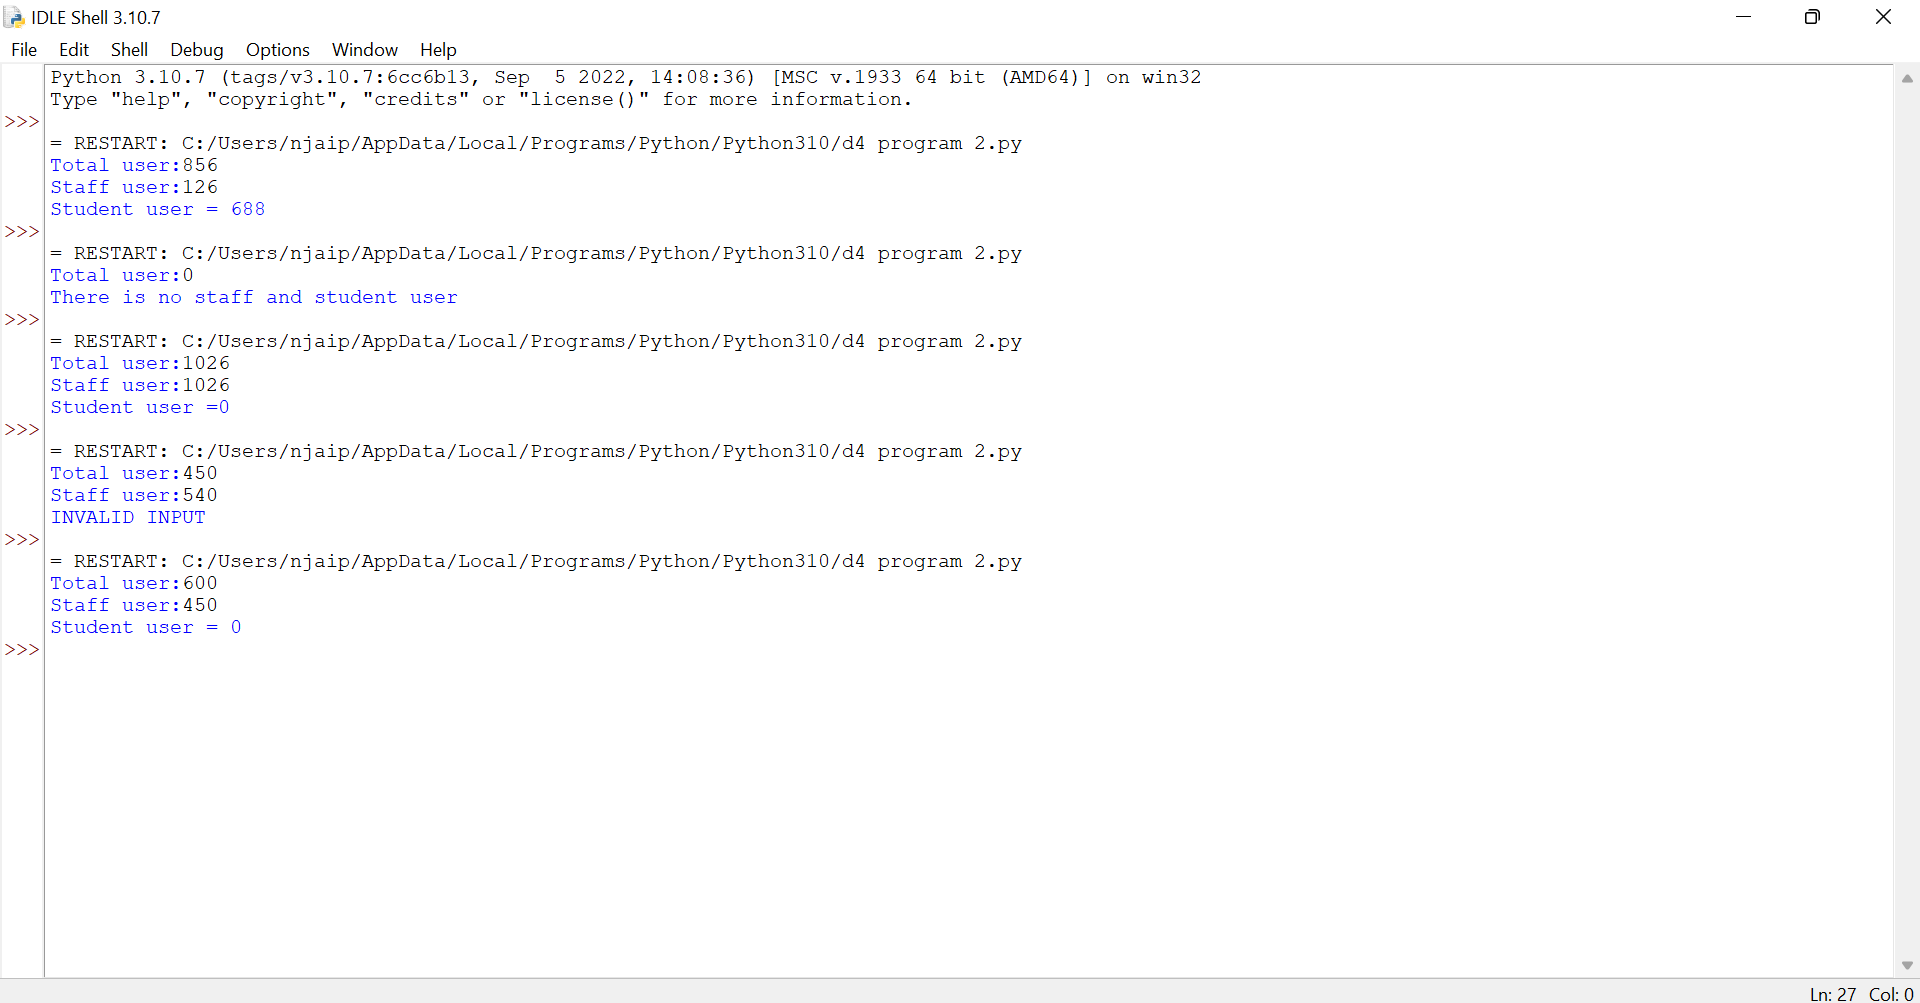 IDLE Shell 3.10.7
File Edit Shell Debug Options Window Help
Python 3.10.7 (tags/v3.10.7:6cc6b13, Sep  5 2022, 14:08:36) [MSC v.1933 64 bit (AMD64)] on win32
Type "help", "copyright", "credits" or "license()" for more information.
>>>
= RESTART: C:/Users/njaip/AppData/Local/Programs/Python/Python310/d4 program 2.py
Total user:856
Staff user:126
Student user = 688
>>>
= RESTART: C:/Users/njaip/AppData/Local/Programs/Python/Python310/d4 program 2.py
Total user:0
There is no staff and student user
>>>
= RESTART: C:/Users/njaip/AppData/Local/Programs/Python/Python310/d4 program 2.py
Total user:1026
Staff user:1026
Student user =0
>>>
= RESTART: C:/Users/njaip/AppData/Local/Programs/Python/Python310/d4 program 2.py
Total user:450
Staff user:540
INVALID INPUT
>>>
= RESTART: C:/Users/njaip/AppData/Local/Programs/Python/Python310/d4 program 2.py
Total user:600
Staff user:450
Student user = 0
>>>
Ln: 27 Col: 0